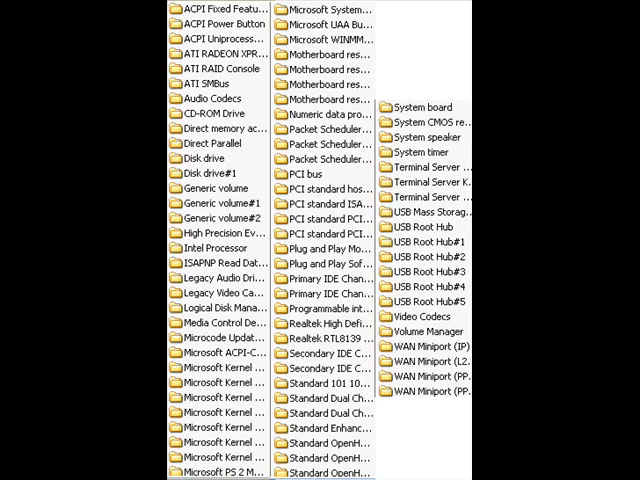 ACPI Fixed Featu...
ACPI Power Button
ACPI Uniprocess...
ATI RADEON XPR...
ATI RAID Console
ATI SMBus
Audio Codecs
CD-ROM Drive
Direct memory ac...
Direct Parallel
Disk drive
Disk drive#1
Generic volume
Generic volume#1
Generic volume#2
High Precision Ev...
Intel Processor
ISAPNP Read Dat...
Legacy Audio Dri...
Legacy Video Ca...
Logical Disk Mana...
Media Control De...
Microcode Updat...
Microsoft ACPI-C...
Microsoft Kernel ...
Microsoft Kernel ...
Microsoft Kernel ...
Microsoft Kernel ...
Microsoft Kernel ...
Microsoft Kernel ...
Microsoft Kernel ...
Microsoft PS 2 M...
Microsoft System...
Microsoft UAA Bu...
Microsoft WINMM...
Motherboard res...
Motherboard res...
Motherboard res...
Motherboard res...
Numeric data pro...
Packet Scheduler...
Packet Scheduler...
Packet Scheduler...
PCI bus
PCI standard hos...
PCI standard ISA...
PCI standard PCI...
PCI standard PCI...
Plug and Play Mo...
Plug and Play Sof...
Primary IDE Chan...
Primary IDE Chan...
Programmable int...
Realtek High Defi...
Realtek RTL8139 ...
Secondary IDE C...
Secondary IDE C...
Standard 101 10...
Standard Dual Ch...
Standard Dual Ch...
Standard Enhanc...
Standard OpenH...
Standard OpenH...
Standard OpenH...
System board
System CMOS re...
System speaker
System timer
Terminal Server ...
Terminal Server K...
Terminal Server ...
USB Mass Storag...
USB Root Hub
USB Root Hub#1
USB Root Hub#2
USB Root Hub#3
USB Root Hub#4
USB Root Hub#5
Video Codecs
Volume Manager
WAN Miniport (IP)
WAN Miniport (L2...
WAN Miniport (PP...
WAN Miniport (PP...